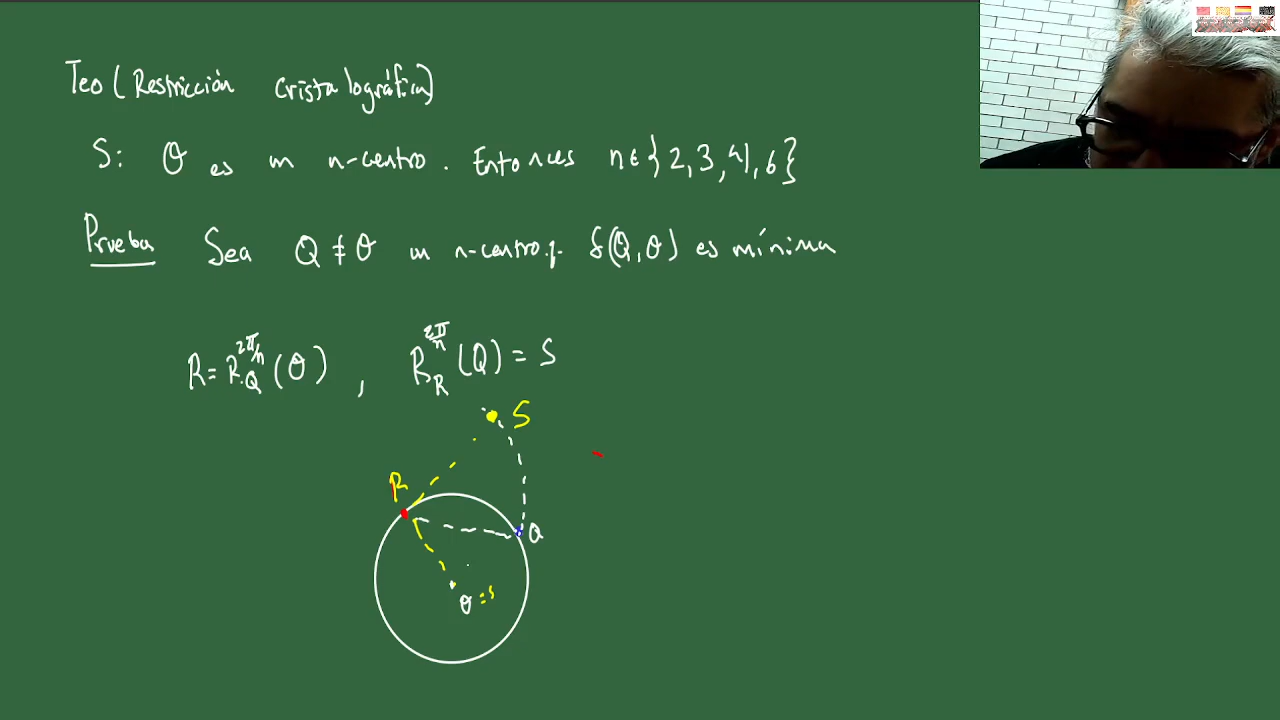 Teo (Restricción cristalográfica)
Si θ es un n-centro. Entonces n∈{2,3,4,6}
Prueba Sea Q ≠ θ un n-centro t.q. δ(Q,θ) es mínima
R = R_Q^{2π/n}(θ), R_R^{2π/n}(Q) = S
S
R
Q
θ = s